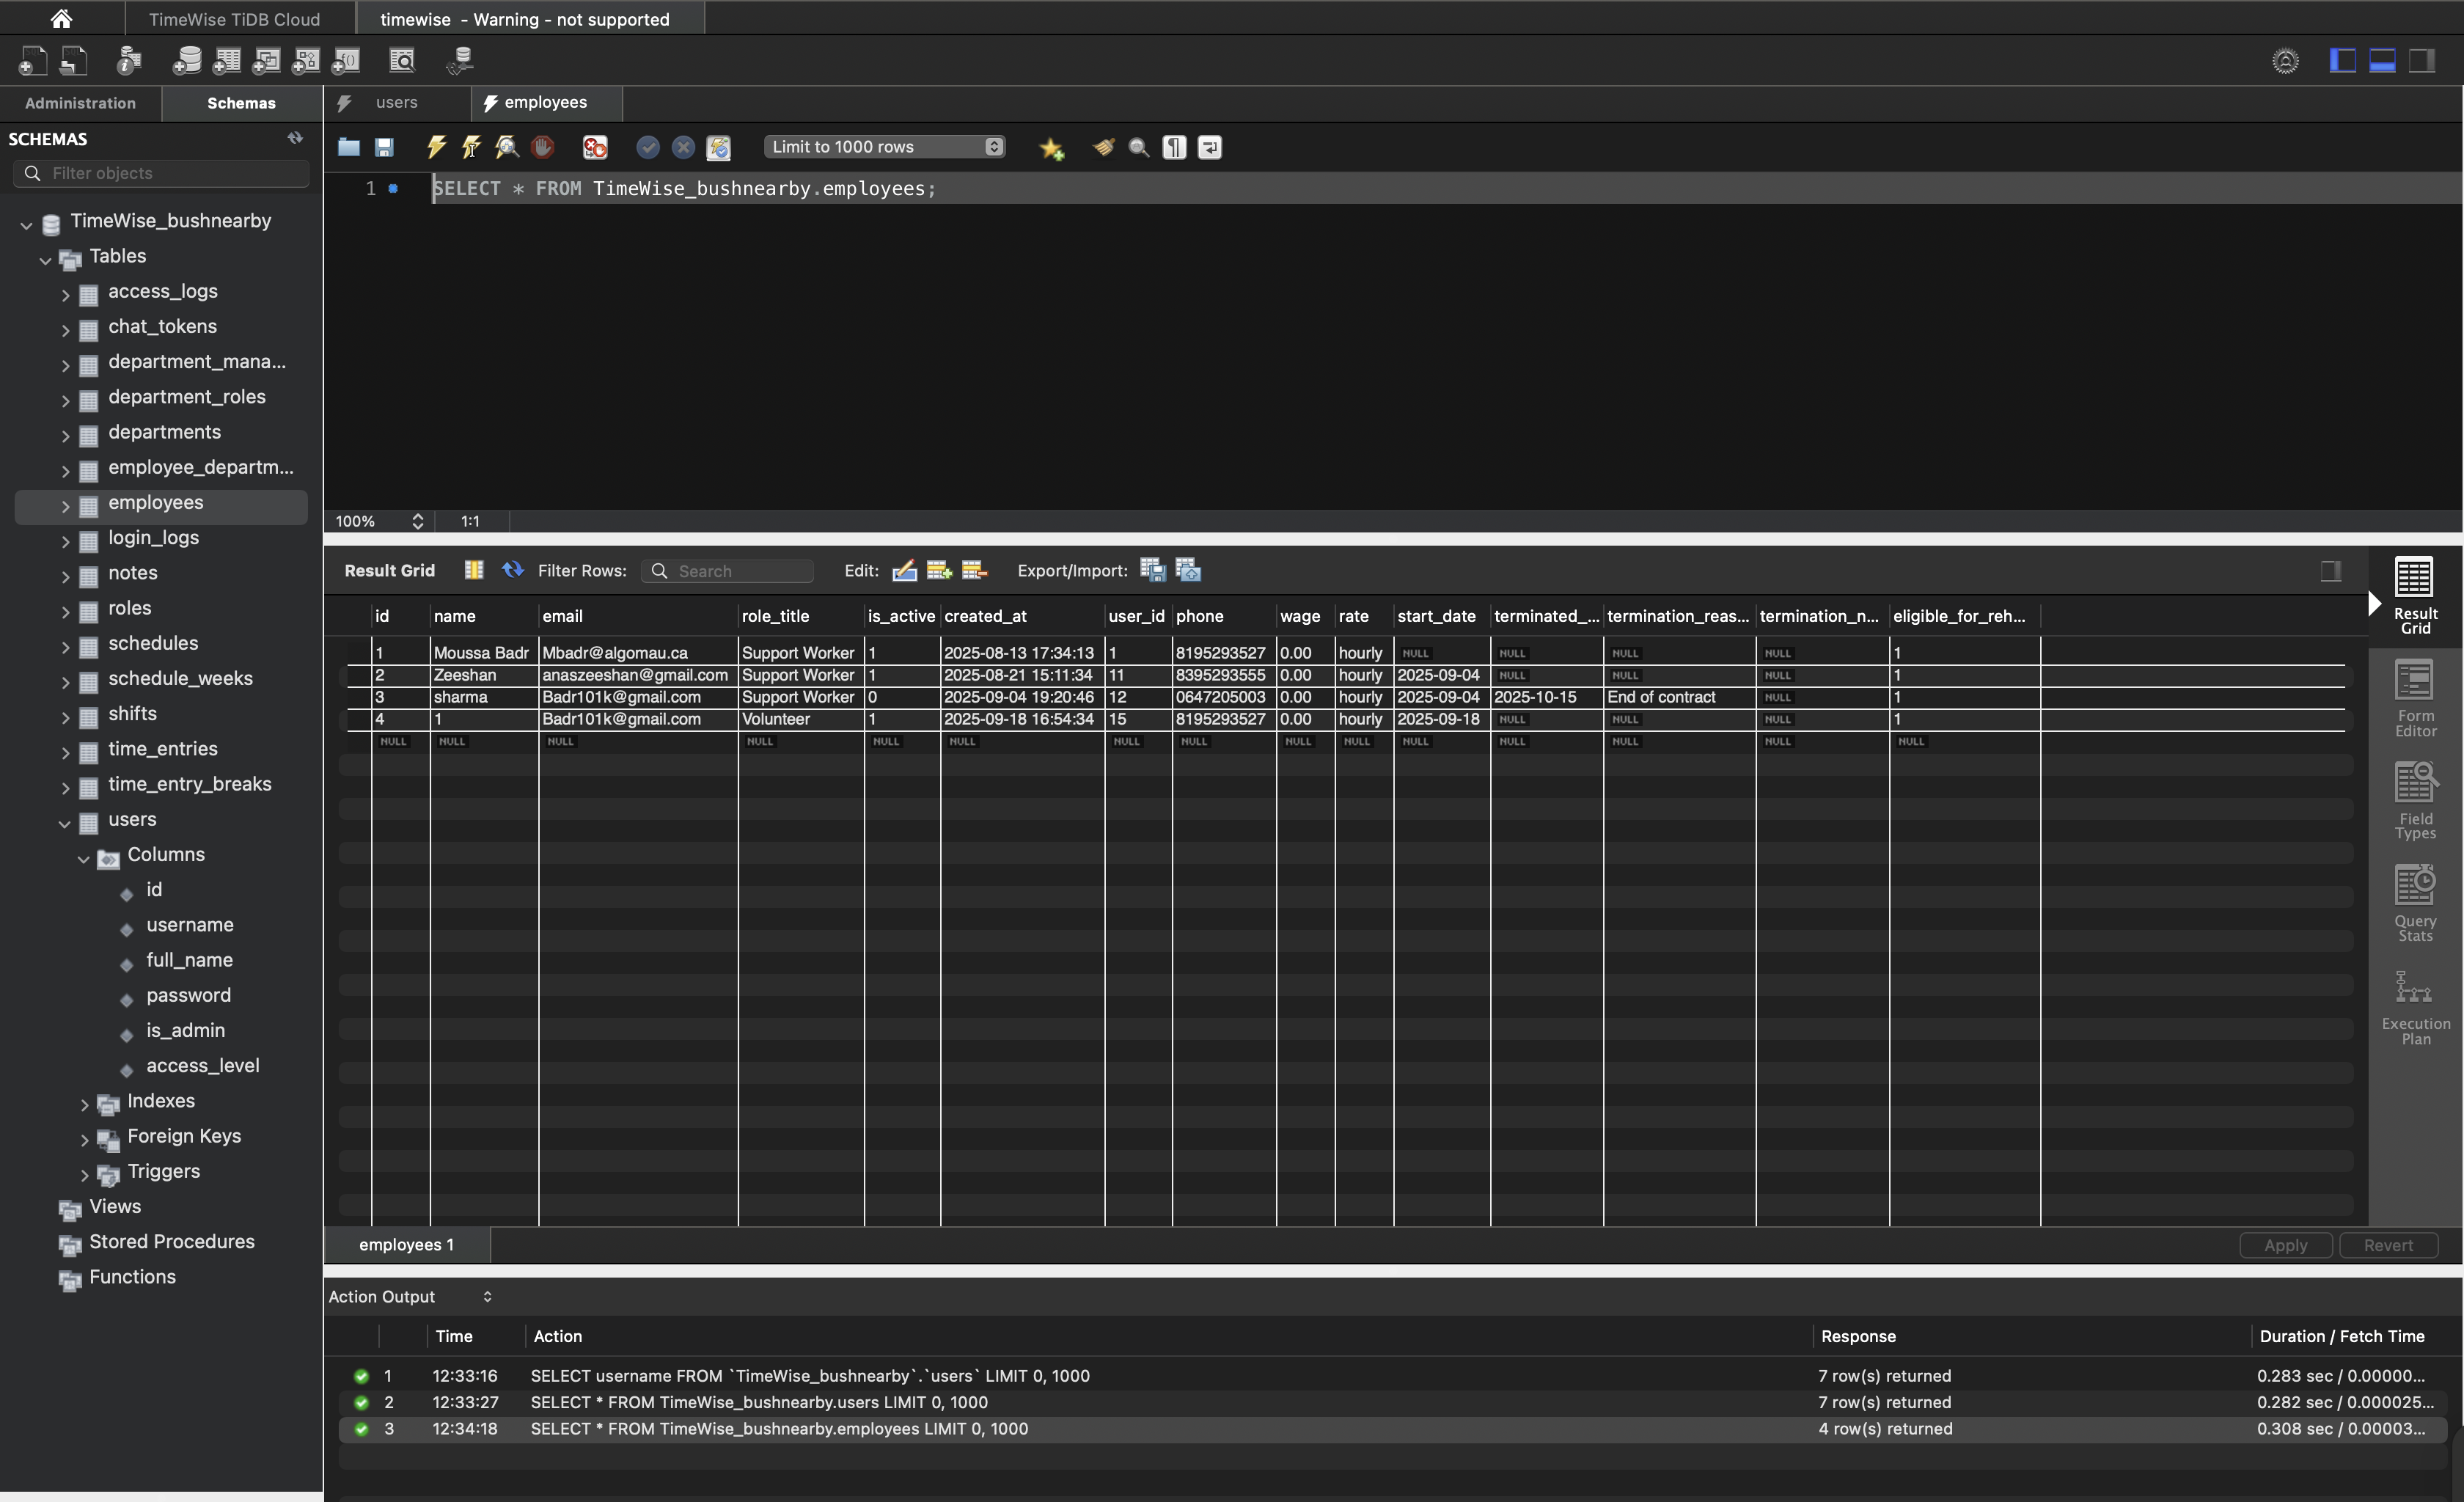 TimeWise TiDB Cloud
timewise - Warning - not supported
Administration
Schemas
users
employees
SCHEMAS
Filter objects
Limit to 1000 rows
1 SELECT * FROM TimeWise_bushnearby.employees;
TimeWise_bushnearby
Tables
access_logs
chat_tokens
department_mana...
department_roles
departments
employee_departm...
employees
login_logs
notes
roles
schedules
schedule_weeks
shifts
time_entries
time_entry_breaks
users
Columns
id
username
full_name
password
is_admin
access_level
Indexes
Foreign Keys
Triggers
Views
Stored Procedures
Functions
100% 1:1
Result Grid Filter Rows: Search Edit: Export/Import:
id name email role_title is_active created_at user_id phone wage rate start_date terminated_... termination_reas... termination_n... eligible_for_reh...
1 Moussa Badr Mbadr@algomau.ca Support Worker 1 2025-08-13 17:34:13 1 8195293527 0.00 hourly NULL NULL NULL NULL 1
2 Zeeshan anaszeeshan@gmail.com Support Worker 1 2025-08-21 15:11:34 11 8395293555 0.00 hourly 2025-09-04 NULL NULL NULL 1
3 sharma Badr101k@gmail.com Support Worker 0 2025-09-04 19:20:46 12 0647205003 0.00 hourly 2025-09-04 2025-10-15 End of contract NULL 1
4 1 Badr101k@gmail.com Volunteer 1 2025-09-18 16:54:34 15 8195293527 0.00 hourly 2025-09-18 NULL NULL NULL 1
NULL NULL NULL NULL NULL NULL NULL NULL NULL NULL NULL NULL NULL NULL NULL
Result
Grid
Form
Editor
Field
Types
Query
Stats
Execution
Plan
employees 1
Apply
Revert
Action Output
Time Action Response Duration / Fetch Time
1 12:33:16 SELECT username FROM `TimeWise_bushnearby`.`users` LIMIT 0, 1000 7 row(s) returned 0.283 sec / 0.00000...
2 12:33:27 SELECT * FROM TimeWise_bushnearby.users LIMIT 0, 1000 7 row(s) returned 0.282 sec / 0.000025...
3 12:34:18 SELECT * FROM TimeWise_bushnearby.employees LIMIT 0, 1000 4 row(s) returned 0.308 sec / 0.00003...